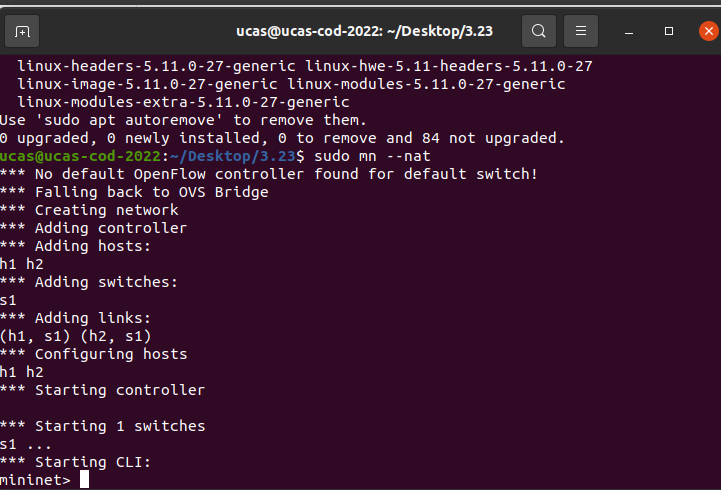 ucas@ucas-cod-2022: ~/Desktop/3.23
linux-headers-5.11.0-27-generic linux-hwe-5.11-headers-5.11.0-27
linux-image-5.11.0-27-generic linux-modules-5.11.0-27-generic
linux-modules-extra-5.11.0-27-generic
Use 'sudo apt autoremove' to remove them.
0 upgraded, 0 newly installed, 0 to remove and 84 not upgraded.
ucas@ucas-cod-2022:~/Desktop/3.23$ sudo mn --nat
*** No default OpenFlow controller found for default switch!
*** Falling back to OVS Bridge
*** Creating network
*** Adding controller
*** Adding hosts:
h1 h2
*** Adding switches:
s1
*** Adding links:
(h1, s1) (h2, s1)
*** Configuring hosts
h1 h2
*** Starting controller

*** Starting 1 switches
s1 ...
*** Starting CLI:
mininet>